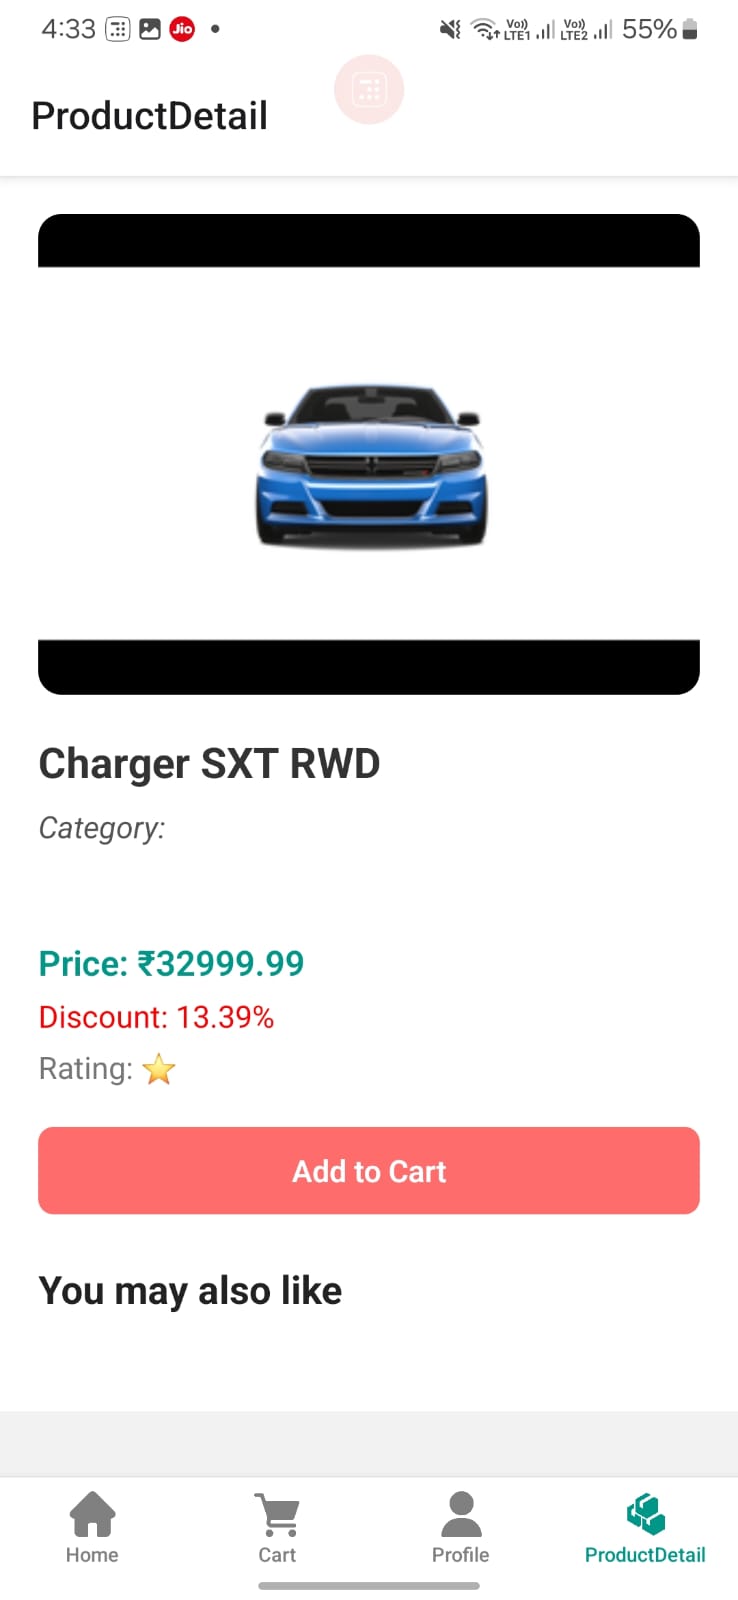 4:33 Jio Vo) LTE1 Vo) LTE2 55%
ProductDetail
Charger SXT RWD
Category:
Price: ₹32999.99
Discount: 13.39%
Rating: ⭐
Add to Cart
You may also like
Home Cart Profile ProductDetail